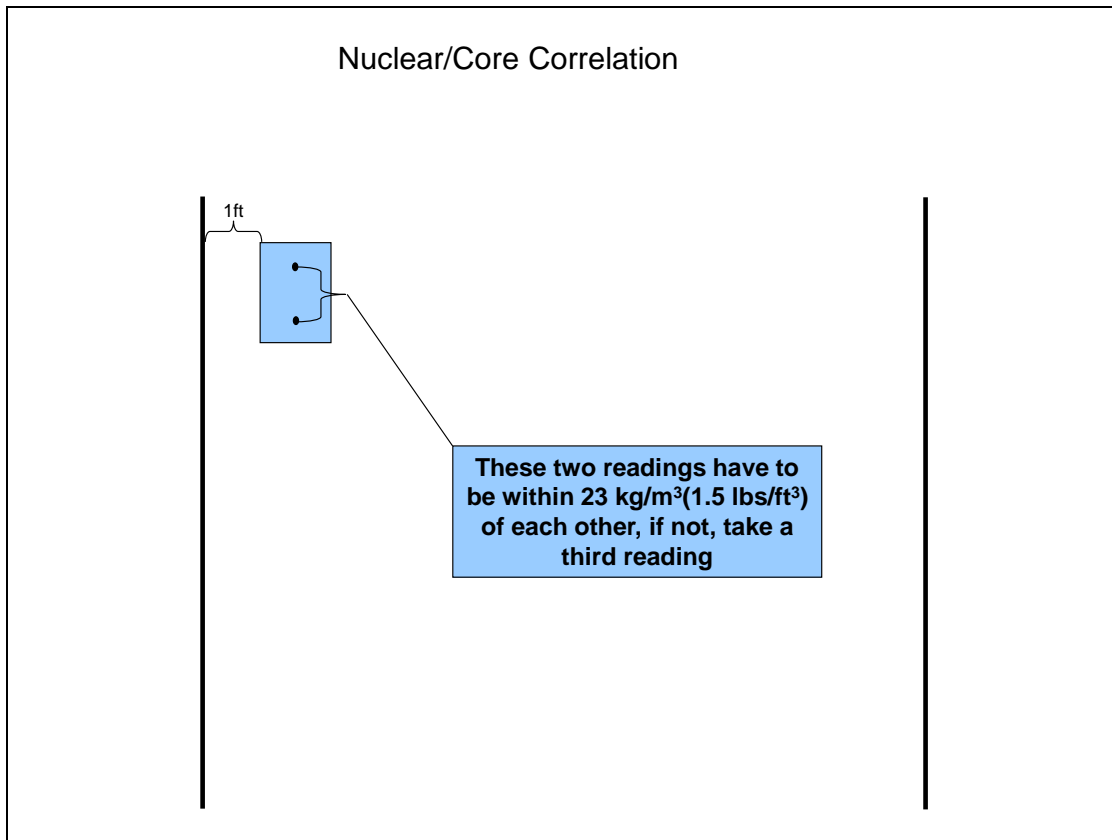 Nuclear/Core Correlation
1ft
These two readings have to
be within 23 kg/m³(1.5 lbs/ft³)
of each other, if not, take a
third reading